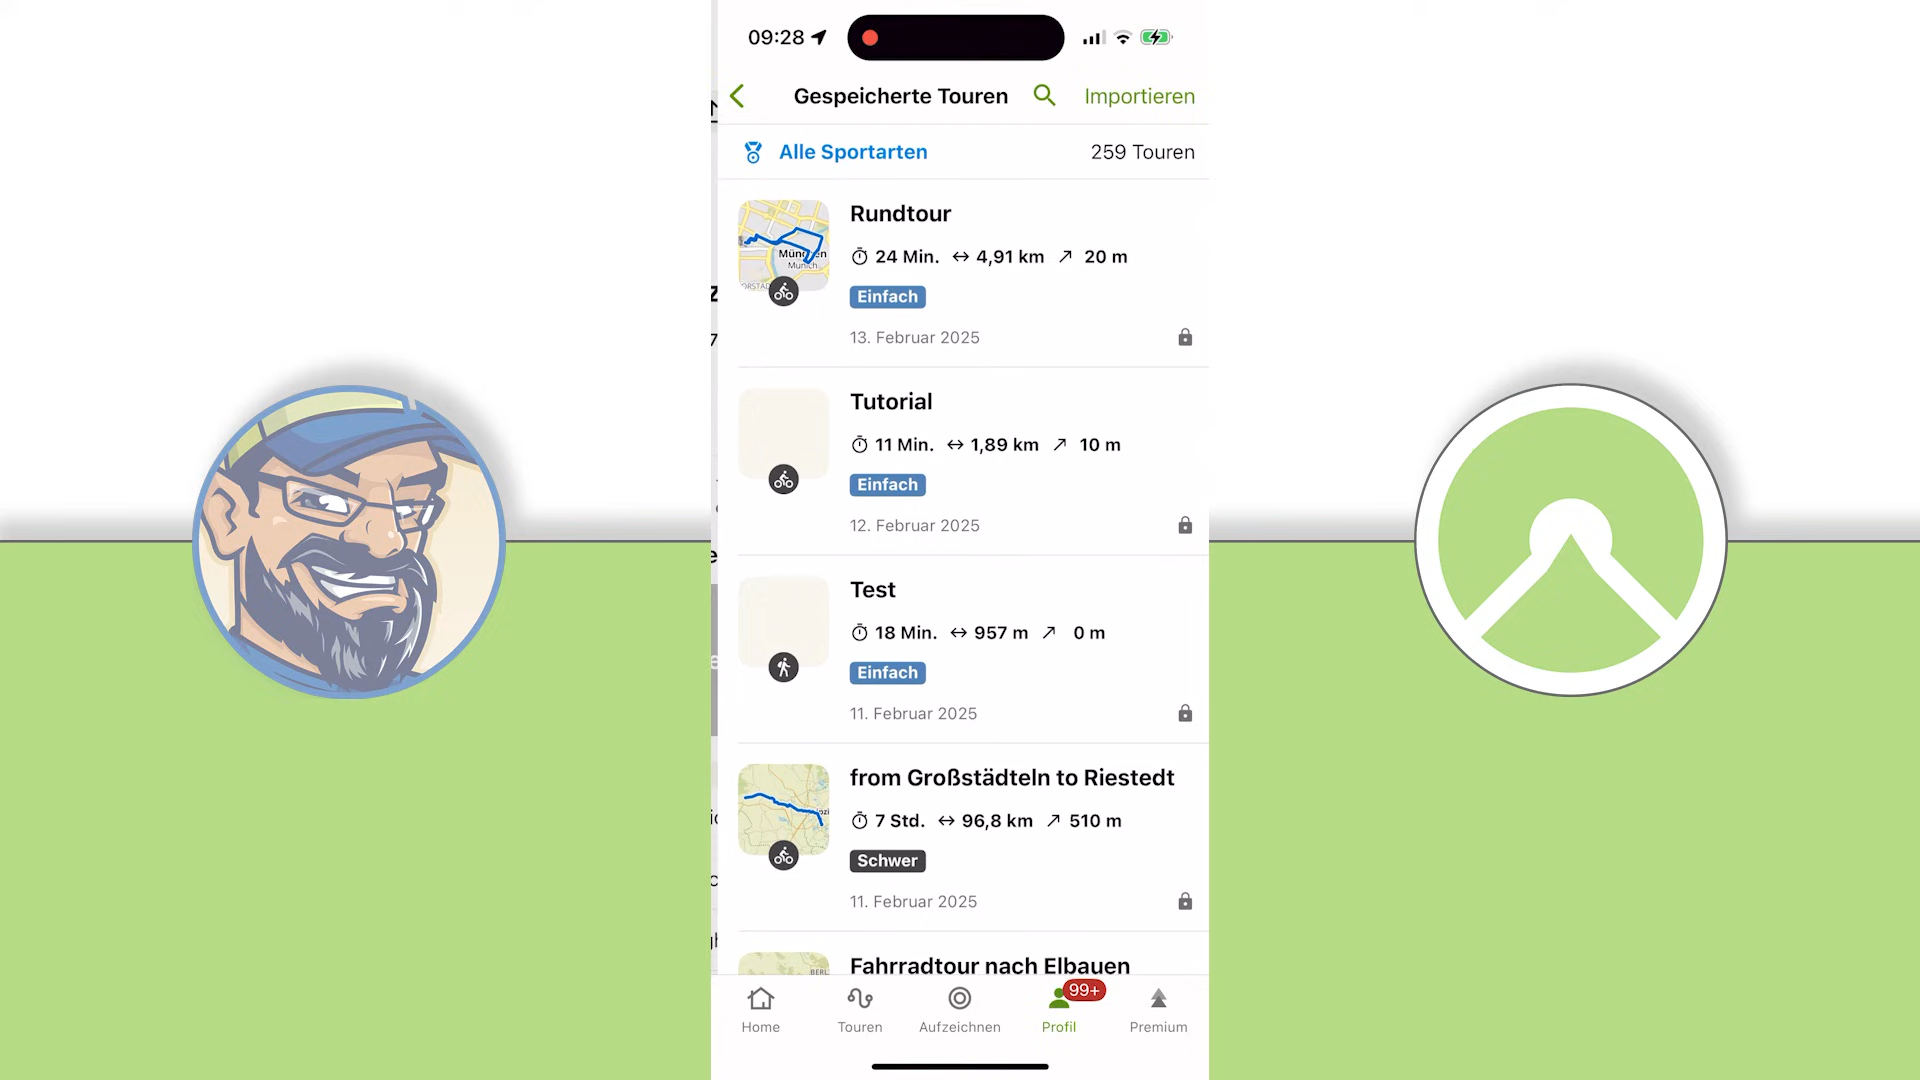 09:28
Gespeicherte Touren
Importieren
Alle Sportarten
259 Touren
Rundtour
24 Min. 4,91 km 20 m
Einfach
13. Februar 2025
Tutorial
11 Min. 1,89 km 10 m
Einfach
12. Februar 2025
Test
18 Min. 957 m 0 m
Einfach
11. Februar 2025
from Großstädteln to Riestedt
7 Std. 96,8 km 510 m
Schwer
11. Februar 2025
Fahrradtour nach Elbauen
99+
Home
Touren
Aufzeichnen
Profil
Premium